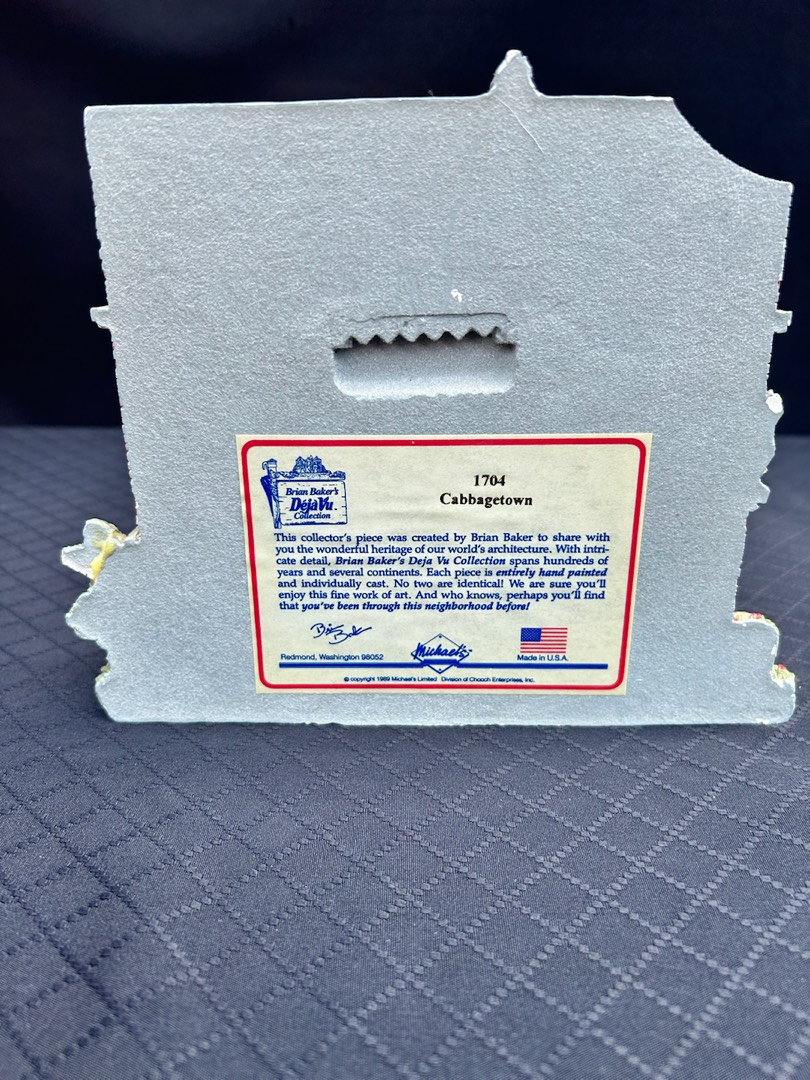 1704
Cabbagetown
Brian Baker's
DéjàVu
Collection
This collector's piece was created by Brian Baker to share with
you the wonderful heritage of our world's architecture. With intri-
cate detail, Brian Baker's Deja Vu Collection spans hundreds of
years and several continents. Each piece is entirely hand painted
and individually cast. No two are identical! We are sure you'll
enjoy this fine work of art. And who knows, perhaps you'll find
that you've been through this neighborhood before!
Redmond, Washington 98052
Michael's
Made in U.S.A.
© copyright 1989 Michael's Limited Division of Chooch Enterprises, Inc.